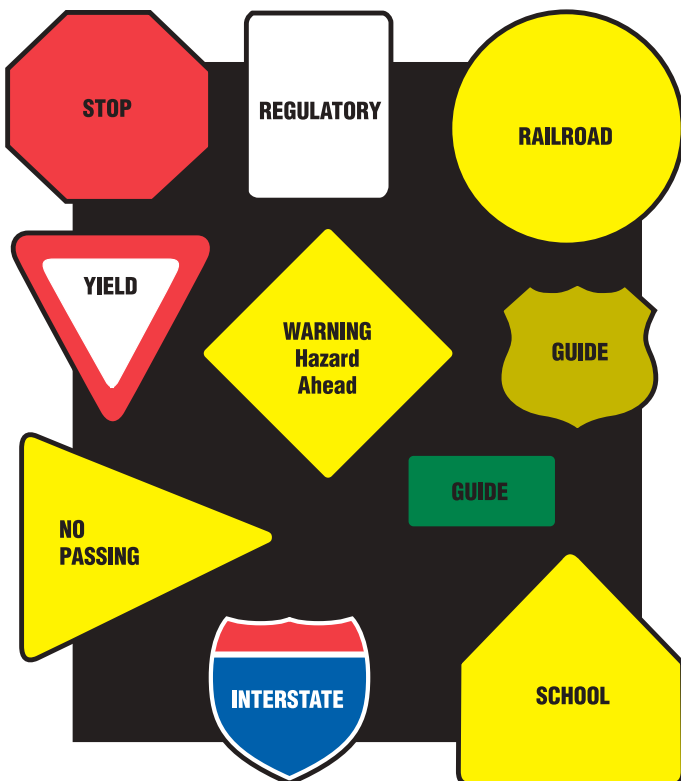 STOP
REGULATORY
RAILROAD
YIELD
WARNING
Hazard
Ahead
GUIDE
GUIDE
NO
PASSING
INTERSTATE
SCHOOL